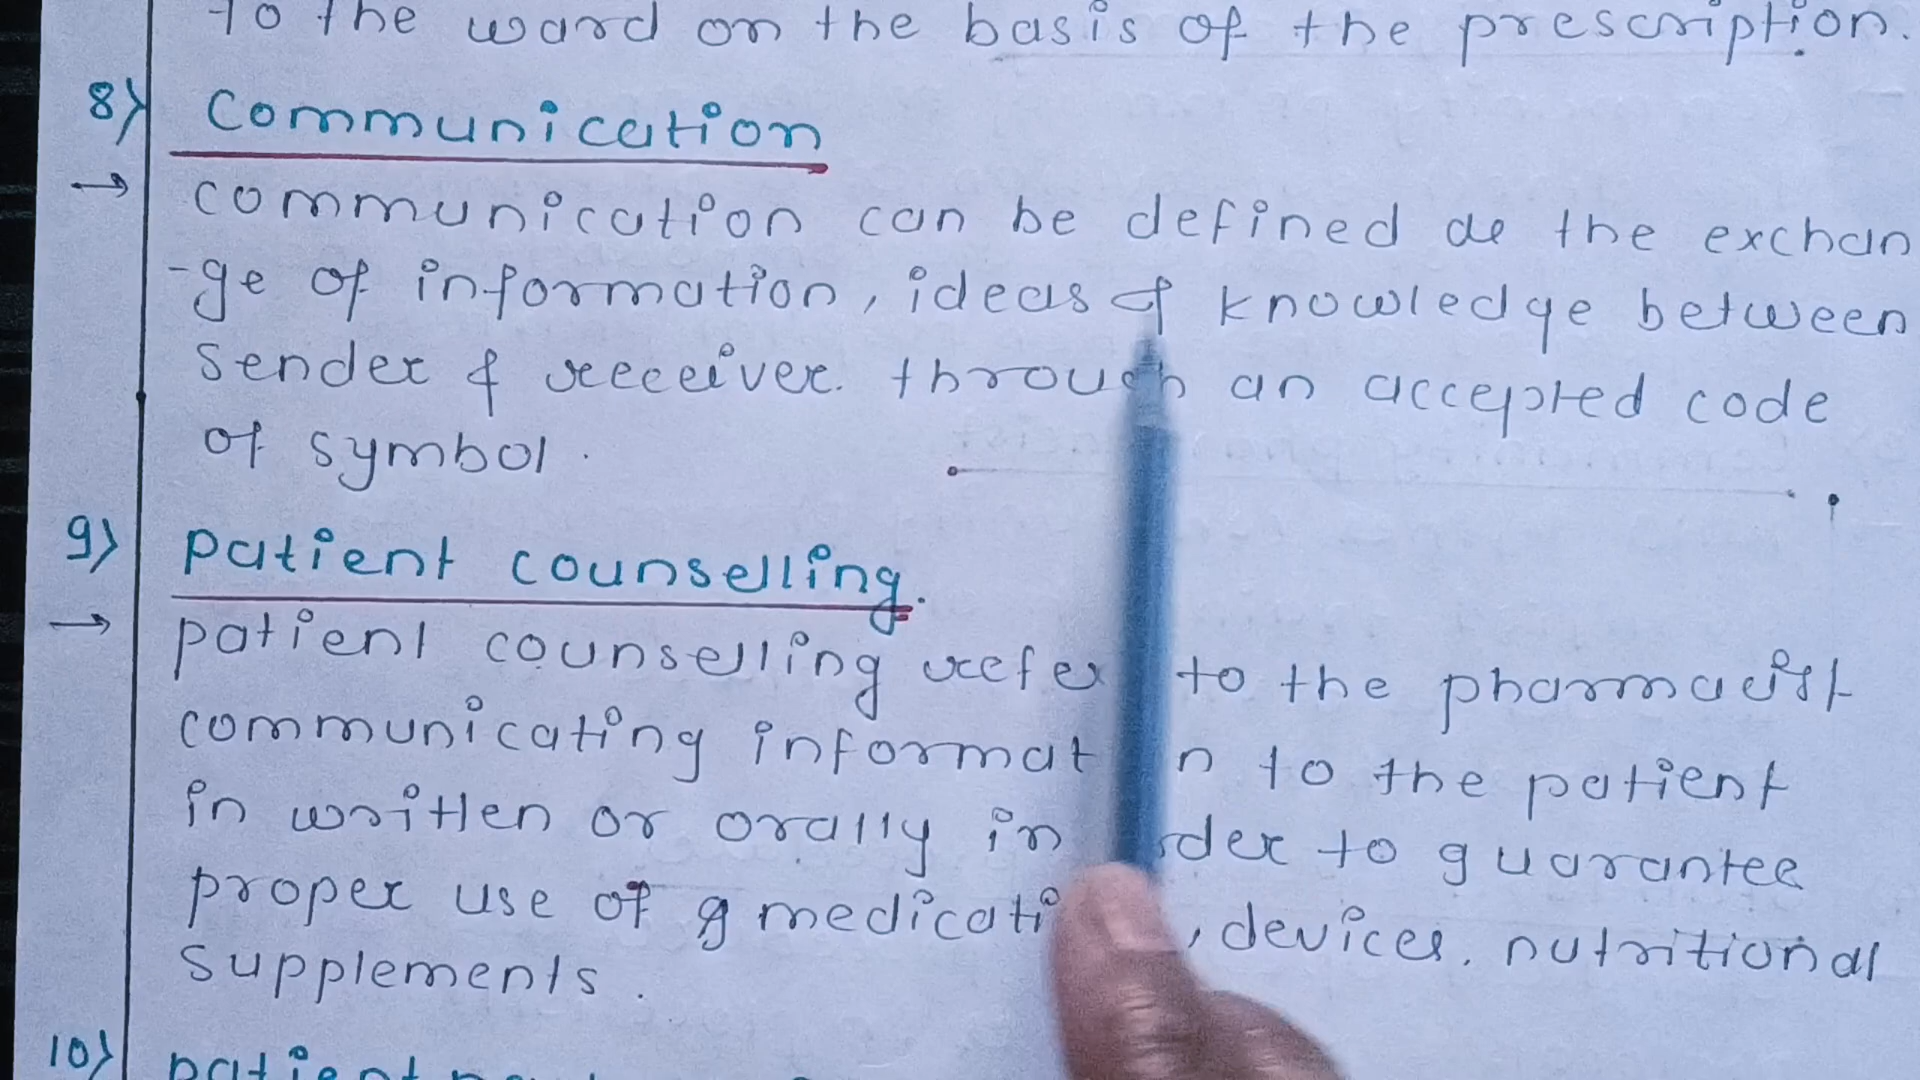 to the ward on the basis of the prescription.
8) Communication
→ communication can be defined as the exchan
-ge of information, ideas & knowledge between
sender & receiver. through an accepted code
of symbol.
9) patient counselling.
→ patient counselling refer to the pharmacist
communicating to the patient
in written or orally in to guarantee
proper use of medication, devices, nutritional
supplements.
10) patient